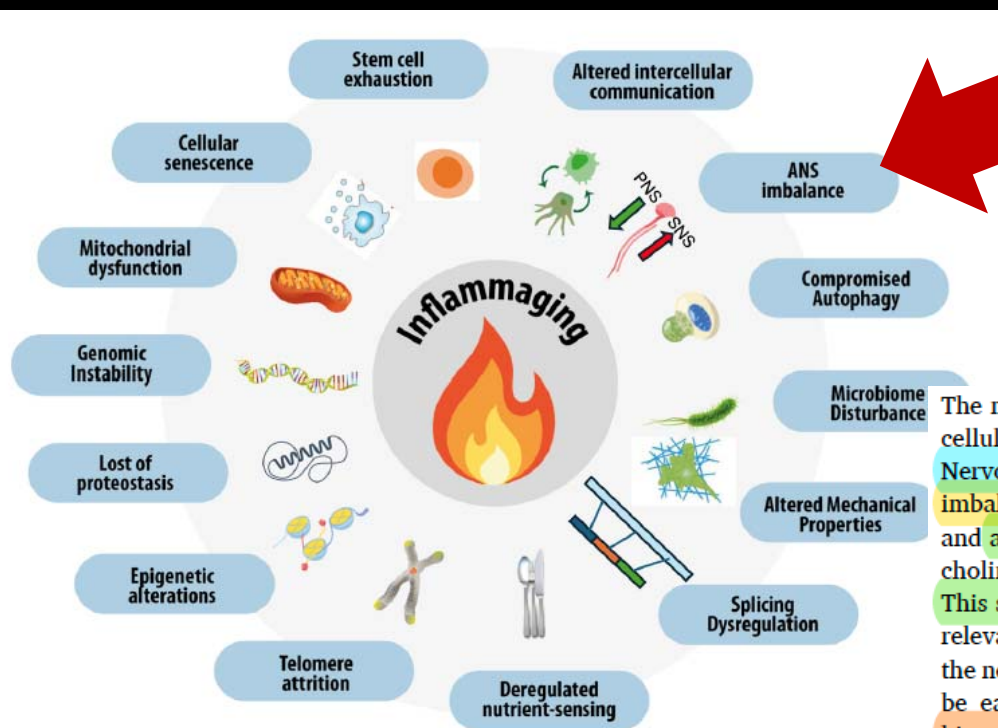 Stem cell
exhaustion
Altered intercellular
communication
Cellular
senescence
ANS
imbalance
PNS
SNS
Mitochondrial
dysfunction
Compromised
Autophagy
Inflammaging
Genomic
Instability
Microbiome
Disturbance
Lost of
proteostasis
Altered Mechanical
Properties
Epigenetic
alterations
Splicing
Dysregulation
Telomere
attrition
Deregulated
nutrient-sensing
The
cellul
Nervo
imbal
and
cholin
This
releva
the
be